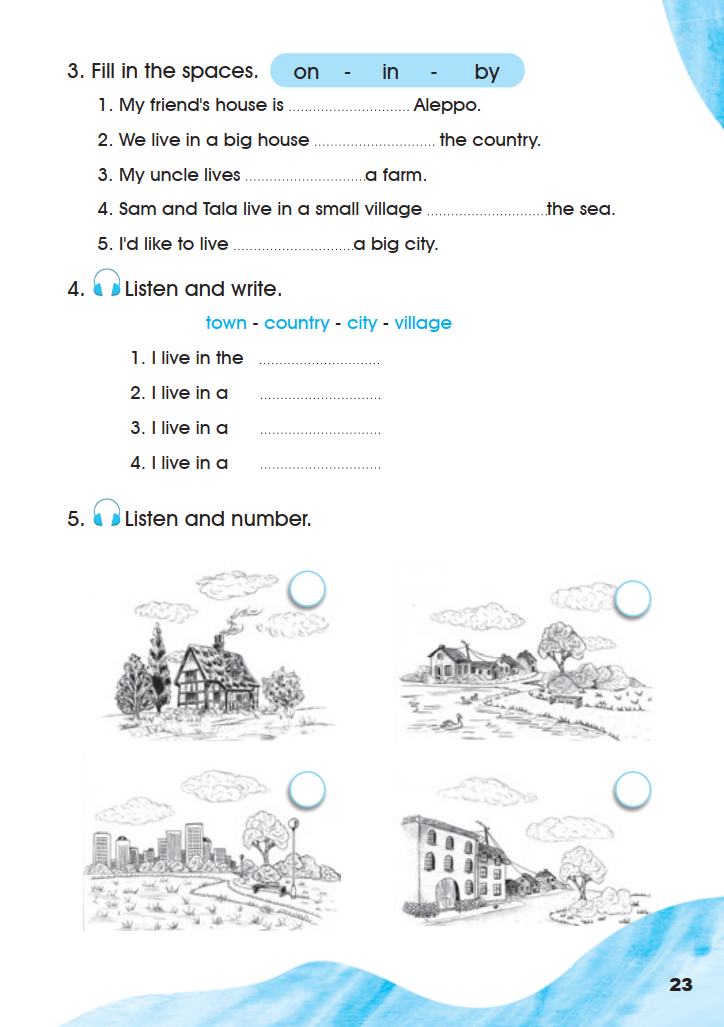 3. Fill in the spaces. on - in - by
1. My friend's house is .............................. Aleppo.
2. We live in a big house .............................. the country.
3. My uncle lives ..............................a farm.
4. Sam and Tala live in a small village ..............................the sea.
5. I'd like to live ..............................a big city.
4. Listen and write.
town - country - city - village
1. I live in the ..............................
2. I live in a ..............................
3. I live in a ..............................
4. I live in a ..............................
5. Listen and number.
23